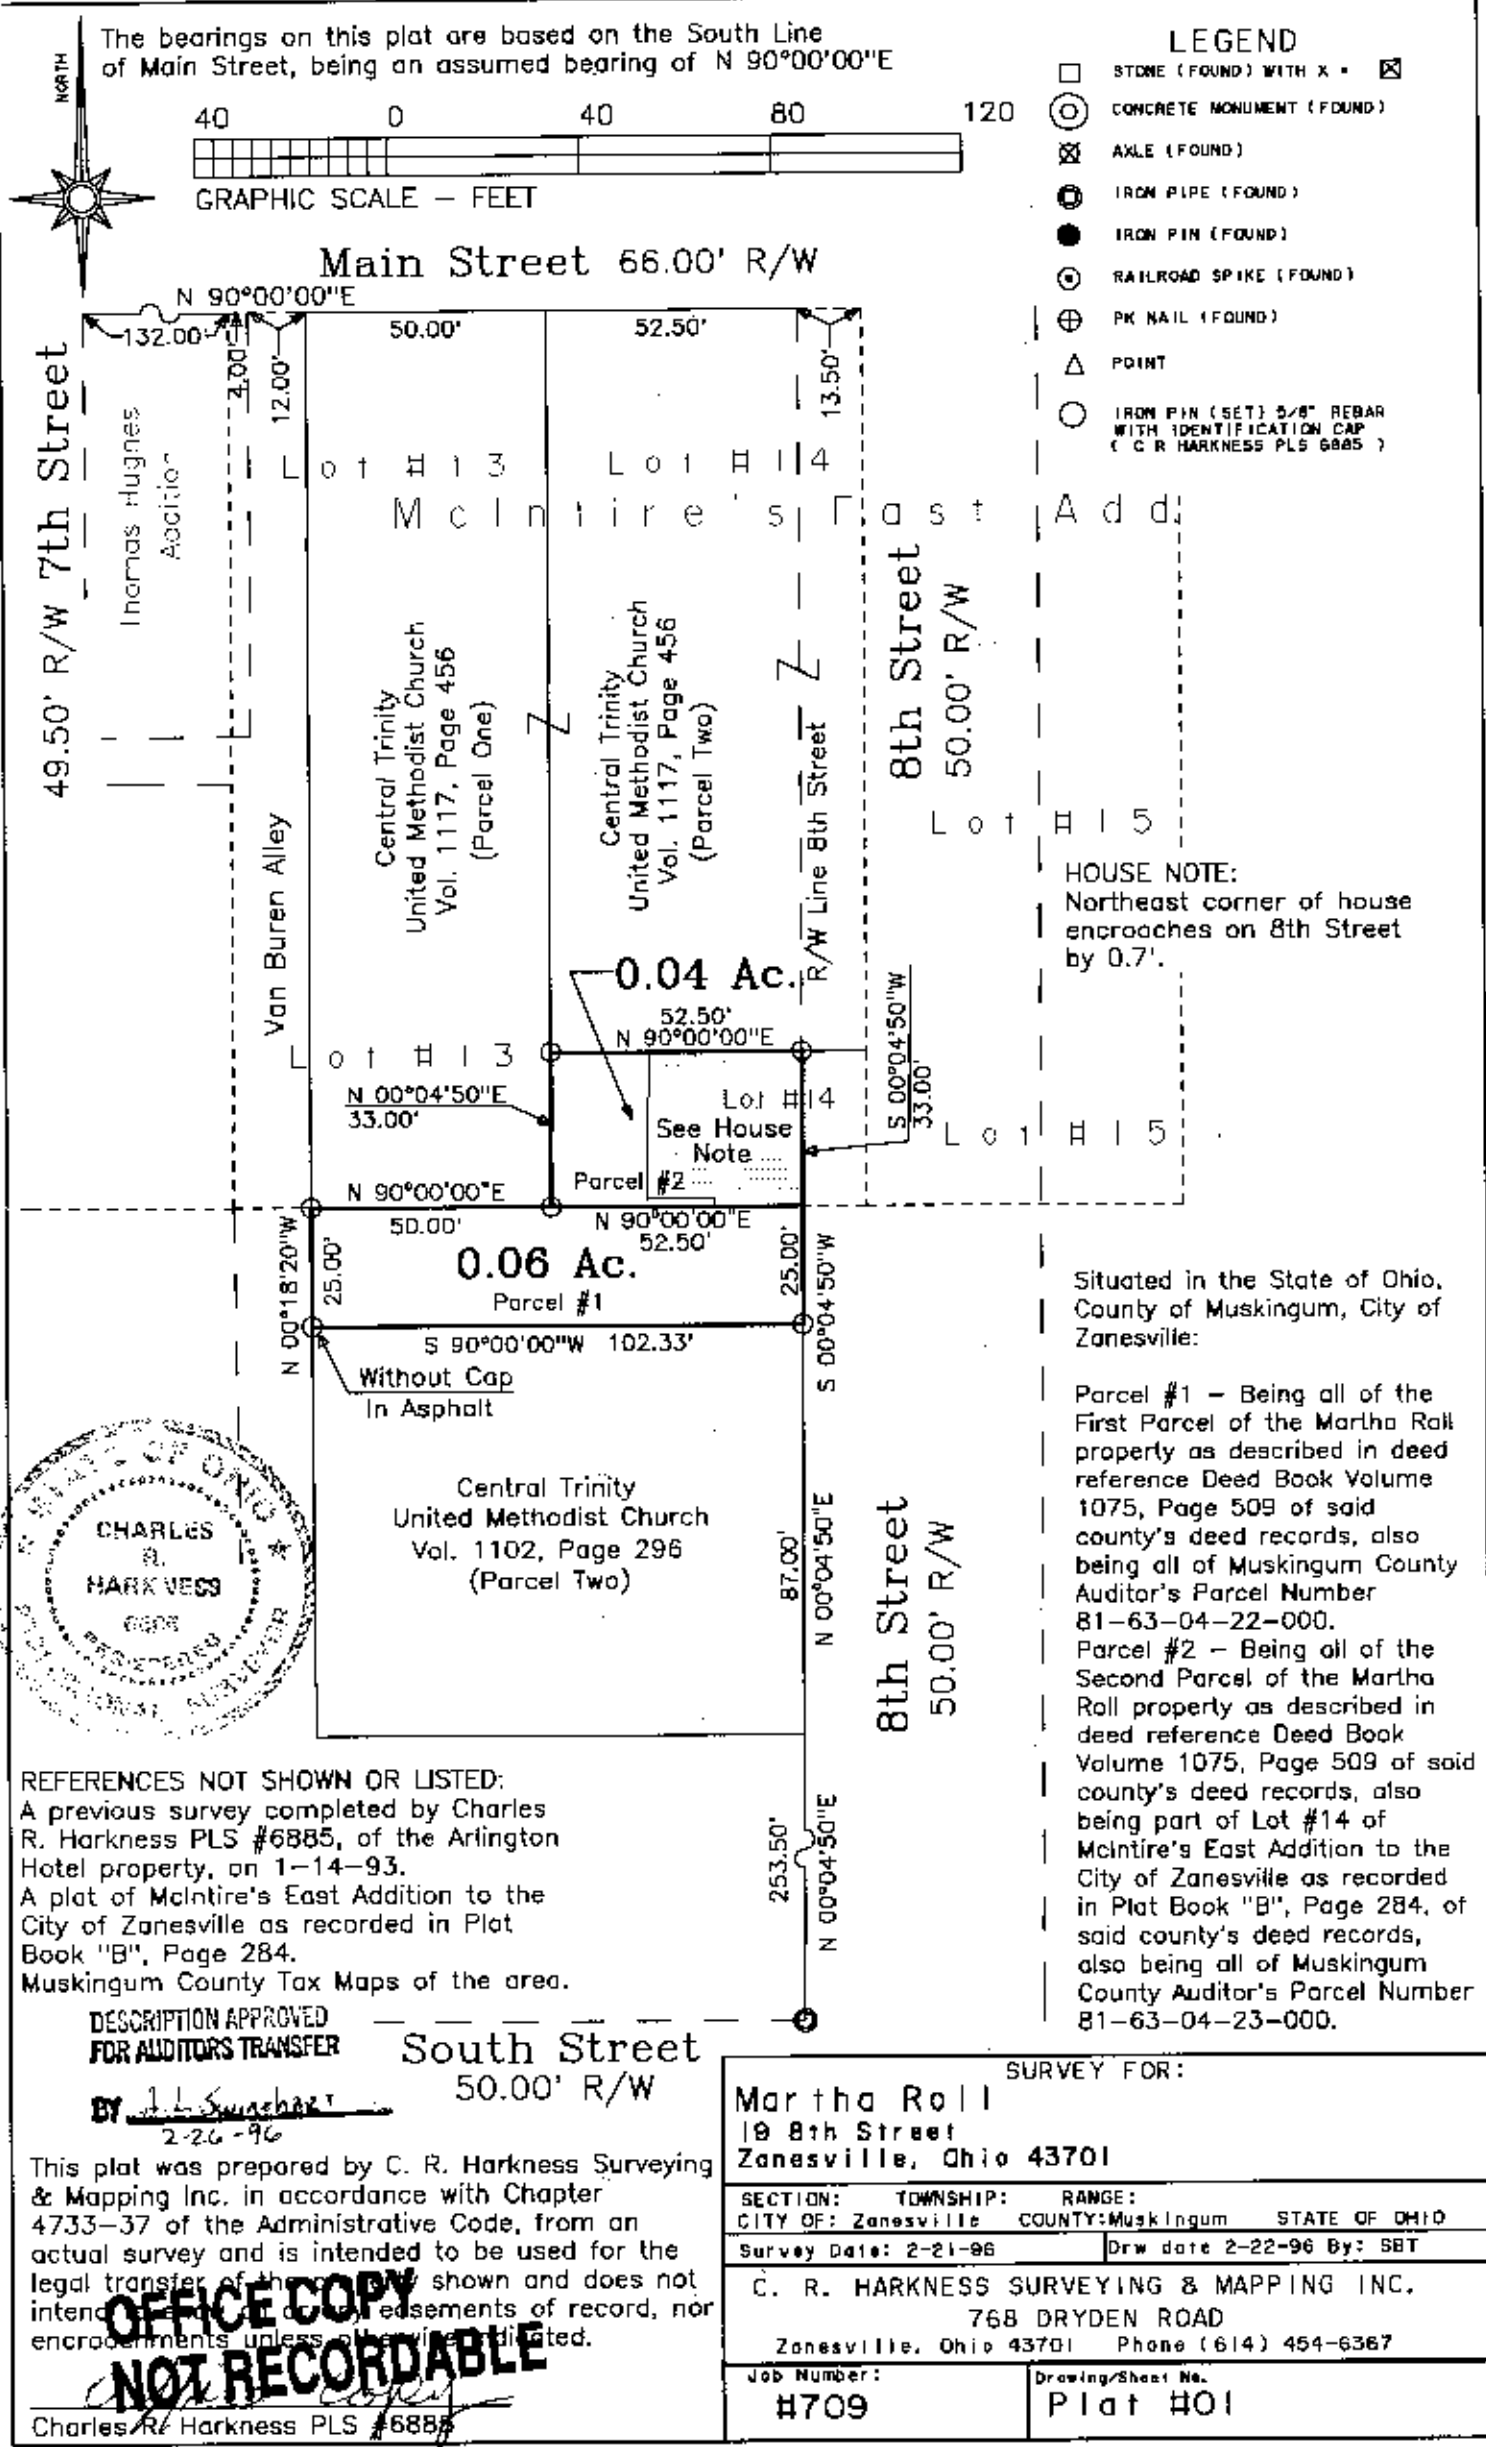 The bearings on this plat are based on the South Line
of Main Street, being an assumed bearing of N 90°00'00"E
NORTH
40 0 40 80 120
GRAPHIC SCALE – FEET
LEGEND
STONE (FOUND) WITH X =
CONCRETE MONUMENT (FOUND)
AXLE (FOUND)
IRON PIPE (FOUND)
IRON PIN (FOUND)
RAILROAD SPIKE (FOUND)
PK NAIL (FOUND)
POINT
IRON PIN (SET) 5/8" REBAR
WITH IDENTIFICATION CAP
( C R HARKNESS PLS 6885 )
Main Street 66.00' R/W
N 90°00'00"E
132.00'
4.00'
12.00'
50.00'
52.50'
13.50'
49.50' R/W 7th Street
Thomas Hughes
Addition
Lot #13
Lot #14
McIntire's East Add.
Central Trinity
United Methodist Church
Vol. 1117, Page 456
(Parcel One)
Central Trinity
United Methodist Church
Vol. 1117, Page 456
(Parcel Two)
R/W Line 8th Street
8th Street
50.00' R/W
Van Buren Alley
Lot #15
HOUSE NOTE:
Northeast corner of house
encroaches on 8th Street
by 0.7'.
0.04 Ac.
52.50'
N 90°00'00"E
S 00°04'50"W
33.00'
Lot #13
N 00°04'50"E
33.00'
Lot #14
See House
Note
Parcel #2
Lot #15
N 90°00'00"E
50.00'
N 90°00'00"E
52.50'
N 00°18'20"W
25.00'
0.06 Ac.
Parcel #1
25.00'
S 00°04'50"W
S 90°00'00"W 102.33'
Without Cap
In Asphalt
Central Trinity
United Methodist Church
Vol. 1102, Page 296
(Parcel Two)
87.00'
N 00°04'50"E
8th Street
50.00' R/W
253.50'
N 00°04'50"E
STATE OF OHIO
CHARLES
R.
HARKNESS
REGISTERED
SURVEYOR
Situated in the State of Ohio,
County of Muskingum, City of
Zanesville:
Parcel #1 – Being all of the
First Parcel of the Martha Roll
property as described in deed
reference Deed Book Volume
1075, Page 509 of said
county's deed records, also
being all of Muskingum County
Auditor's Parcel Number
81–63–04–22–000.
Parcel #2 – Being all of the
Second Parcel of the Martha
Roll property as described in
deed reference Deed Book
Volume 1075, Page 509 of said
county's deed records, also
being part of Lot #14 of
McIntire's East Addition to the
City of Zanesville as recorded
in Plat Book "B", Page 284, of
said county's deed records,
also being all of Muskingum
County Auditor's Parcel Number
81–63–04–23–000.
REFERENCES NOT SHOWN OR LISTED:
A previous survey completed by Charles
R. Harkness PLS #6885, of the Arlington
Hotel property, on 1–14–93.
A plat of McIntire's East Addition to the
City of Zanesville as recorded in Plat
Book "B", Page 284.
Muskingum County Tax Maps of the area.
DESCRIPTION APPROVED
FOR AUDITORS TRANSFER
BY
2-26-96
South Street
50.00' R/W
This plat was prepared by C. R. Harkness Surveying
& Mapping Inc. in accordance with Chapter
4733–37 of the Administrative Code, from an
actual survey and is intended to be used for the
legal transfer of the property shown and does not
intend easements of record, nor
encroachments unless otherwise indicated.
OFFICE COPY
NOT RECORDABLE
Charles R. Harkness PLS #6885
SURVEY FOR:
Martha Roll
19 8th Street
Zanesville, Ohio 43701
SECTION: TOWNSHIP: RANGE:
CITY OF: Zanesville COUNTY: Muskingum STATE OF OHIO
Survey Date: 2-21-96 Drw date 2-22-96 By: SBT
C. R. HARKNESS SURVEYING & MAPPING INC.
768 DRYDEN ROAD
Zanesville, Ohio 43701 Phone (614) 454-6367
Job Number:
#709
Drawing/Sheet No.
Plat #01